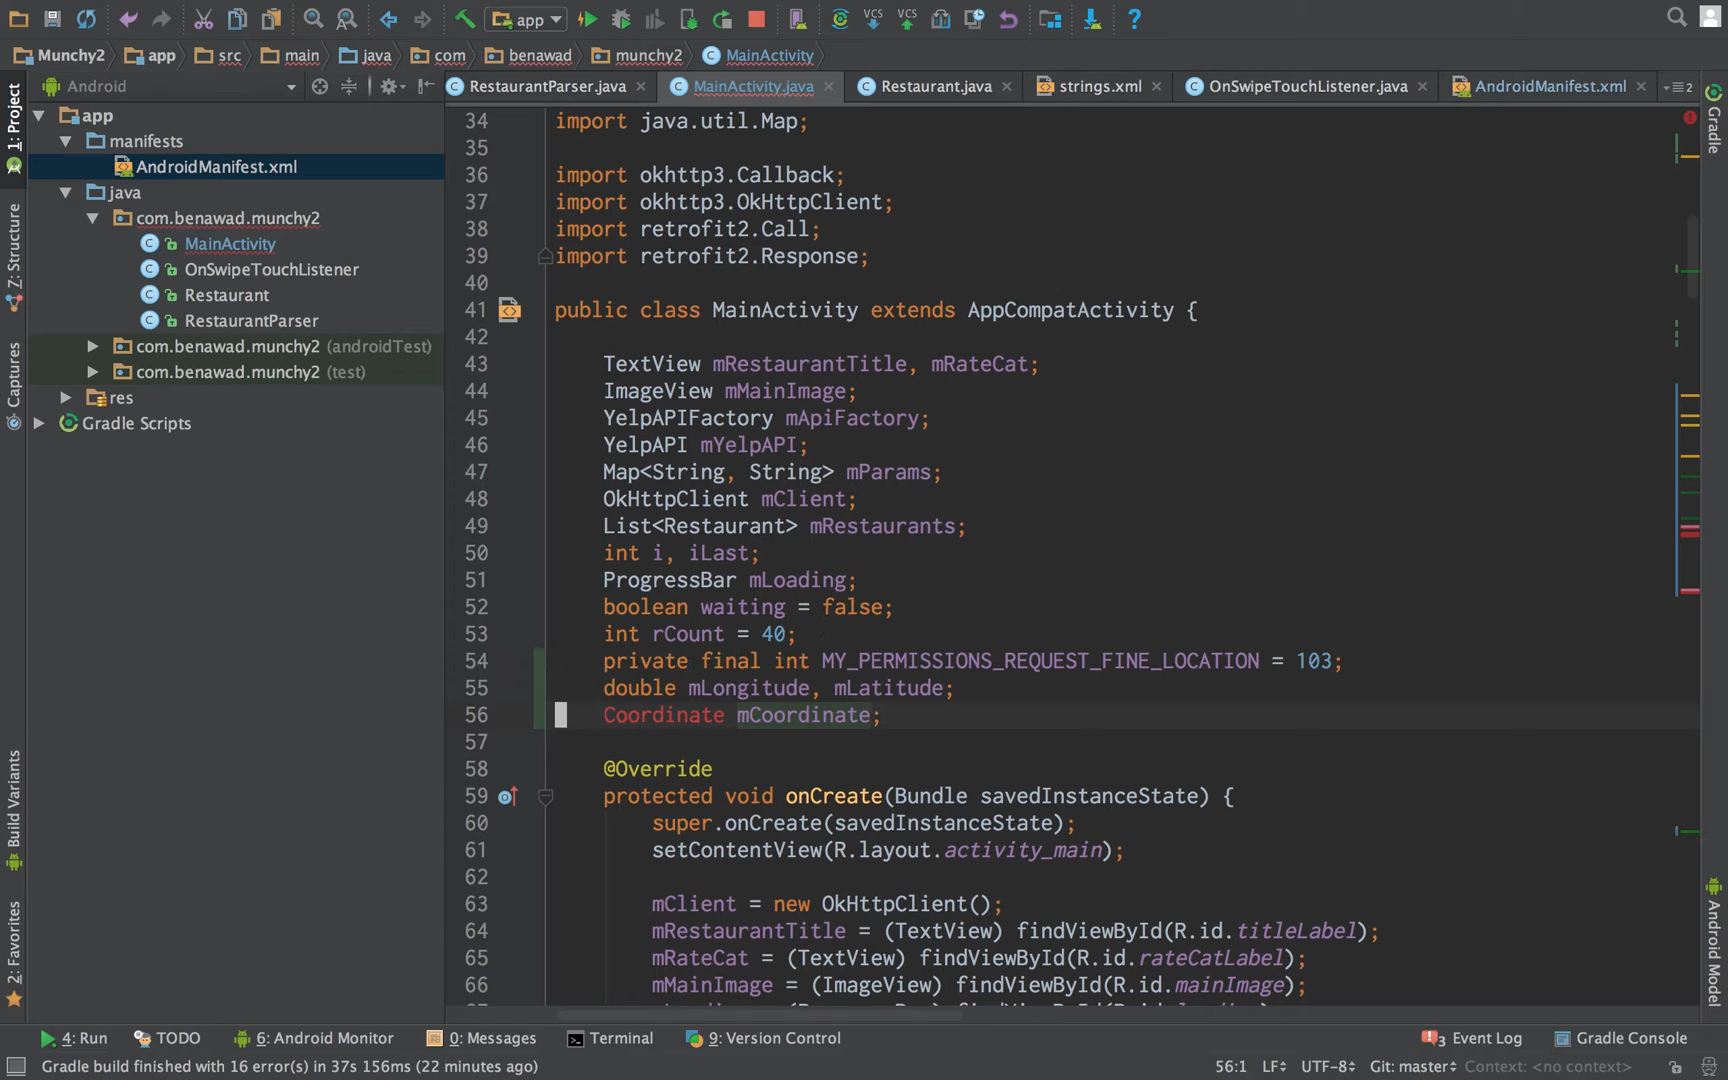 app
Munchy2 app src main java com benawad munchy2 MainActivity
Android
RestaurantParser.java MainActivity.java Restaurant.java strings.xml OnSwipeTouchListener.java AndroidManifest.xml
2
1: Project
Z: Structure
Captures
Build Variants
2: Favorites
app
manifests
AndroidManifest.xml
java
com.benawad.munchy2
MainActivity
OnSwipeTouchListener
Restaurant
RestaurantParser
com.benawad.munchy2 (androidTest)
com.benawad.munchy2 (test)
res
Gradle Scripts
34 import java.util.Map;
35
36 import okhttp3.Callback;
37 import okhttp3.OkHttpClient;
38 import retrofit2.Call;
39 import retrofit2.Response;
40
41 public class MainActivity extends AppCompatActivity {
42
43 TextView mRestaurantTitle, mRateCat;
44 ImageView mMainImage;
45 YelpAPIFactory mApiFactory;
46 YelpAPI mYelpAPI;
47 Map<String, String> mParams;
48 OkHttpClient mClient;
49 List<Restaurant> mRestaurants;
50 int i, iLast;
51 ProgressBar mLoading;
52 boolean waiting = false;
53 int rCount = 40;
54 private final int MY_PERMISSIONS_REQUEST_FINE_LOCATION = 103;
55 double mLongitude, mLatitude;
56 Coordinate mCoordinate;
57
58 @Override
59 protected void onCreate(Bundle savedInstanceState) {
60 super.onCreate(savedInstanceState);
61 setContentView(R.layout.activity_main);
62
63 mClient = new OkHttpClient();
64 mRestaurantTitle = (TextView) findViewById(R.id.titleLabel);
65 mRateCat = (TextView) findViewById(R.id.rateCatLabel);
66 mMainImage = (ImageView) findViewById(R.id.mainImage);
Gradle
Android Model
4: Run TODO 6: Android Monitor 0: Messages Terminal 9: Version Control 3 Event Log Gradle Console
Gradle build finished with 16 error(s) in 37s 156ms (22 minutes ago) 56:1 LF UTF-8 Git: master Context: <no context>